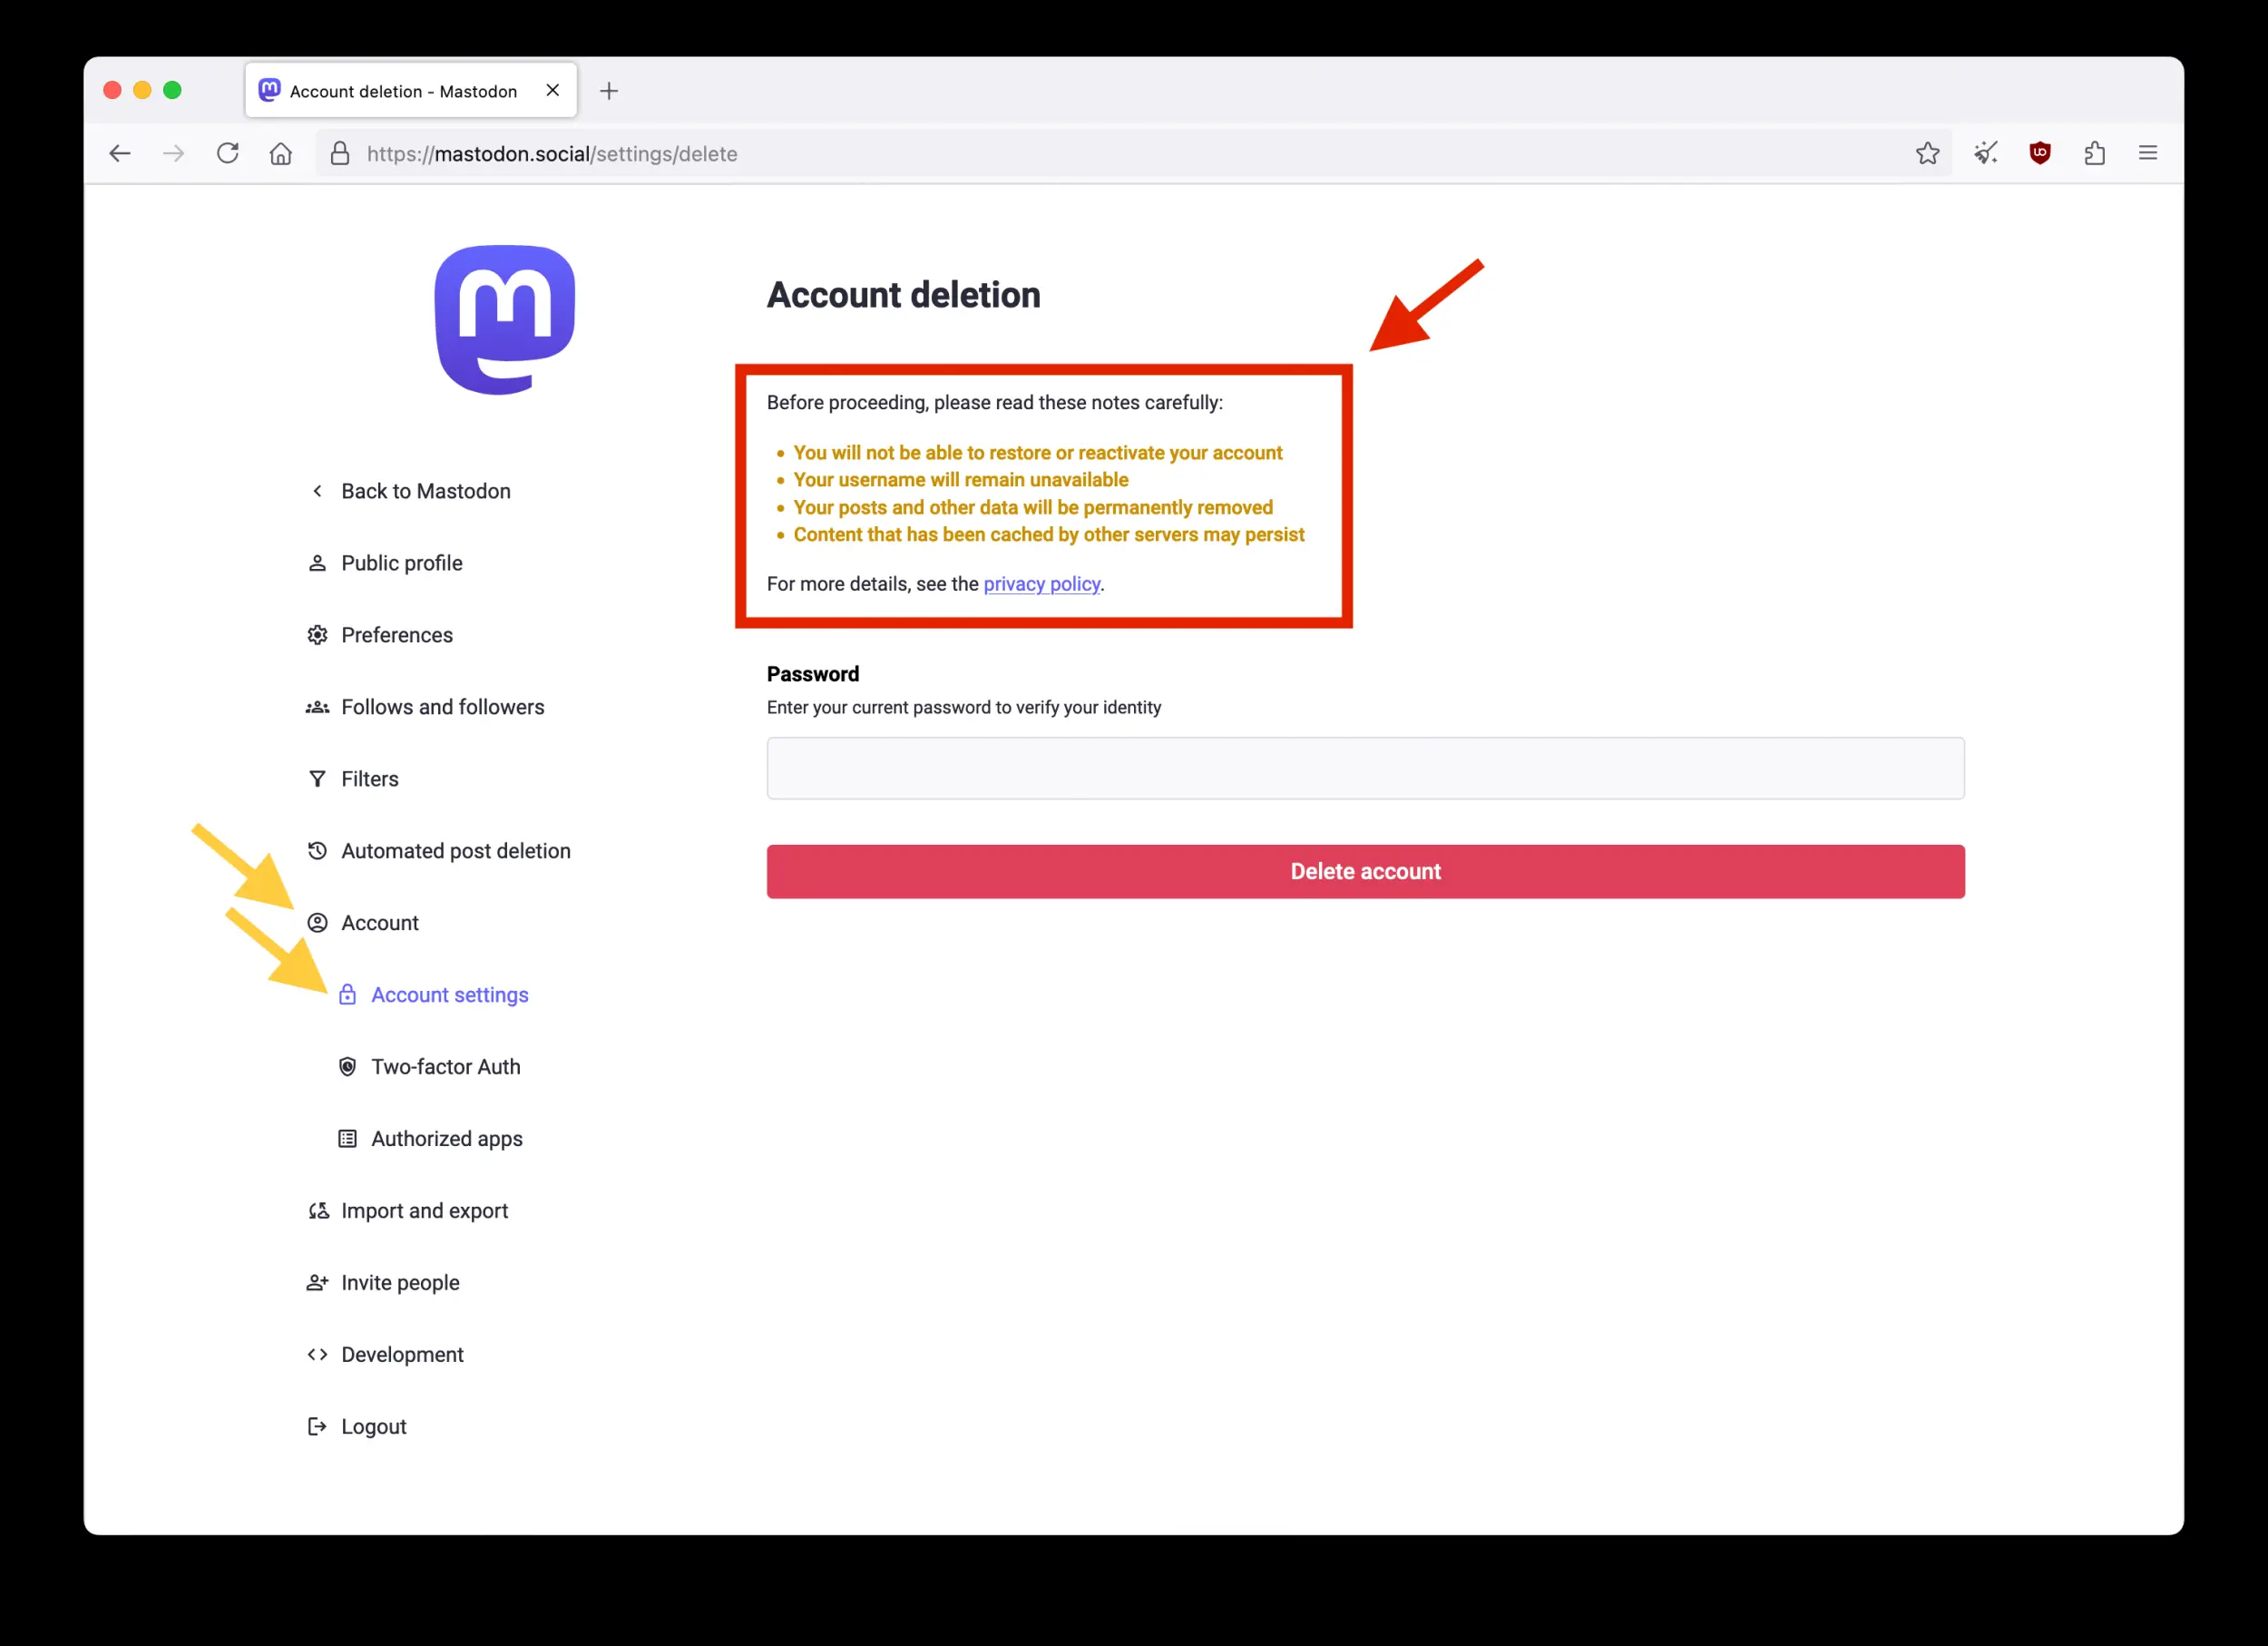 Account deletion - Mastodon
https://mastodon.social/settings/delete
Account deletion
Before proceeding, please read these notes carefully:
• You will not be able to restore or reactivate your account
• Your username will remain unavailable
• Your posts and other data will be permanently removed
• Content that has been cached by other servers may persist
For more details, see the privacy policy.
Password
Enter your current password to verify your identity
Delete account
Back to Mastodon
Public profile
Preferences
Follows and followers
Filters
Automated post deletion
Account
Account settings
Two-factor Auth
Authorized apps
Import and export
Invite people
Development
Logout